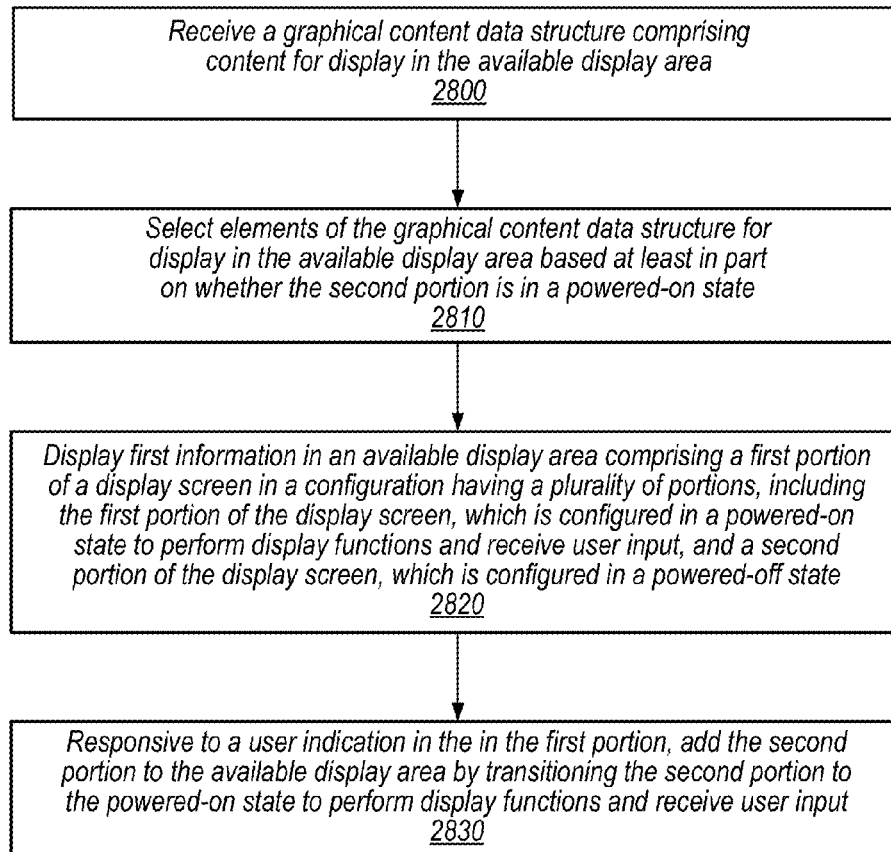 Receive a graphical content data structure comprising
content for display in the available display area
2800
Select elements of the graphical content data structure for
display in the available display area based at least in part
on whether the second portion is in a powered-on state
2810
Display first information in an available display area comprising a first portion
of a display screen in a configuration having a plurality of portions, including
the first portion of the display screen, which is configured in a powered-on
state to perform display functions and receive user input, and a second
portion of the display screen, which is configured in a powered-off state
2820
Responsive to a user indication in the in the first portion, add the second
portion to the available display area by transitioning the second portion to
the powered-on state to perform display functions and receive user input
2830